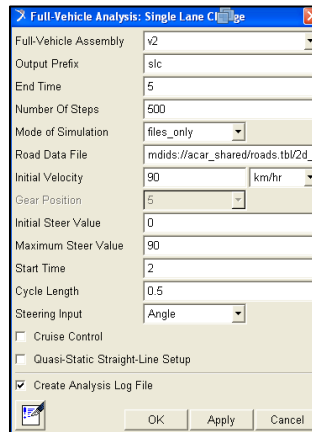 Full-Vehicle Analysis: Single Lane Ch ge
Full-Vehicle Assembly v2
Output Prefix slc
End Time 5
Number Of Steps 500
Mode of Simulation files_only
Road Data File mdids://acar_shared/roads.tbl/2d_
Initial Velocity 90 km/hr
Gear Position 5
Initial Steer Value 0
Maximum Steer Value 90
Start Time 2
Cycle Length 0.5
Steering Input Angle
Cruise Control
Quasi-Static Straight-Line Setup
Create Analysis Log File
OK Apply Cancel